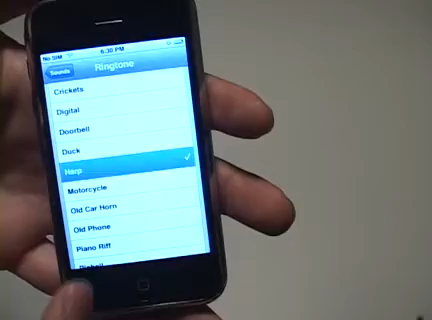 No SIM 6:30 PM
Sounds Ringtone
Crickets
Digital
Doorbell
Duck
Harp
Motorcycle
Old Car Horn
Old Phone
Piano Riff
Pinball